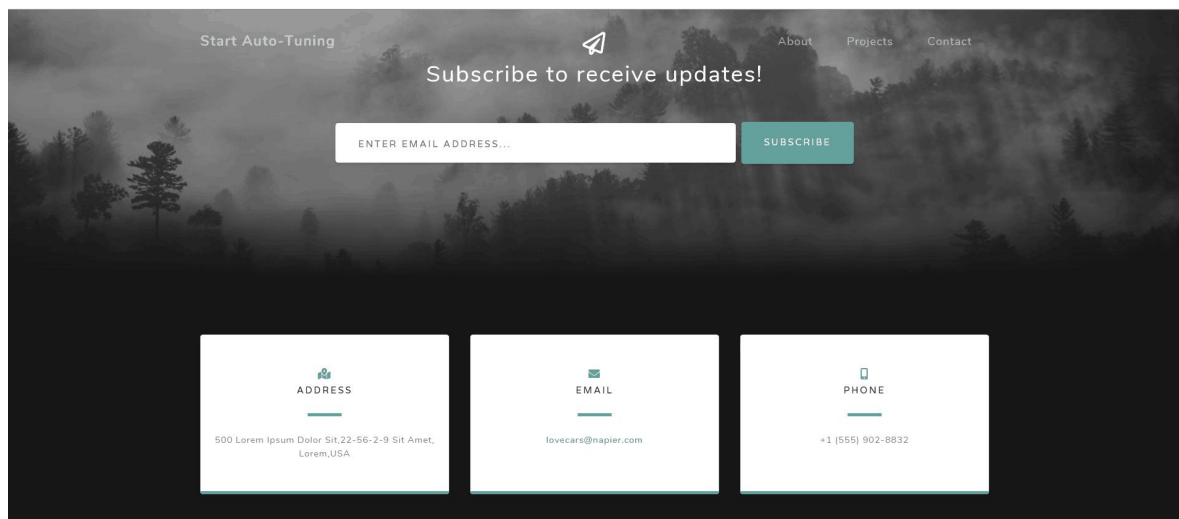 Start Auto-Tuning
About Projects Contact
Subscribe to receive updates!
ENTER EMAIL ADDRESS...
SUBSCRIBE
ADDRESS
500 Lorem Ipsum Dolor Sit,22-56-2-9 Sit Amet,
Lorem,USA
EMAIL
lovecars@napier.com
PHONE
+1 (555) 902-8832